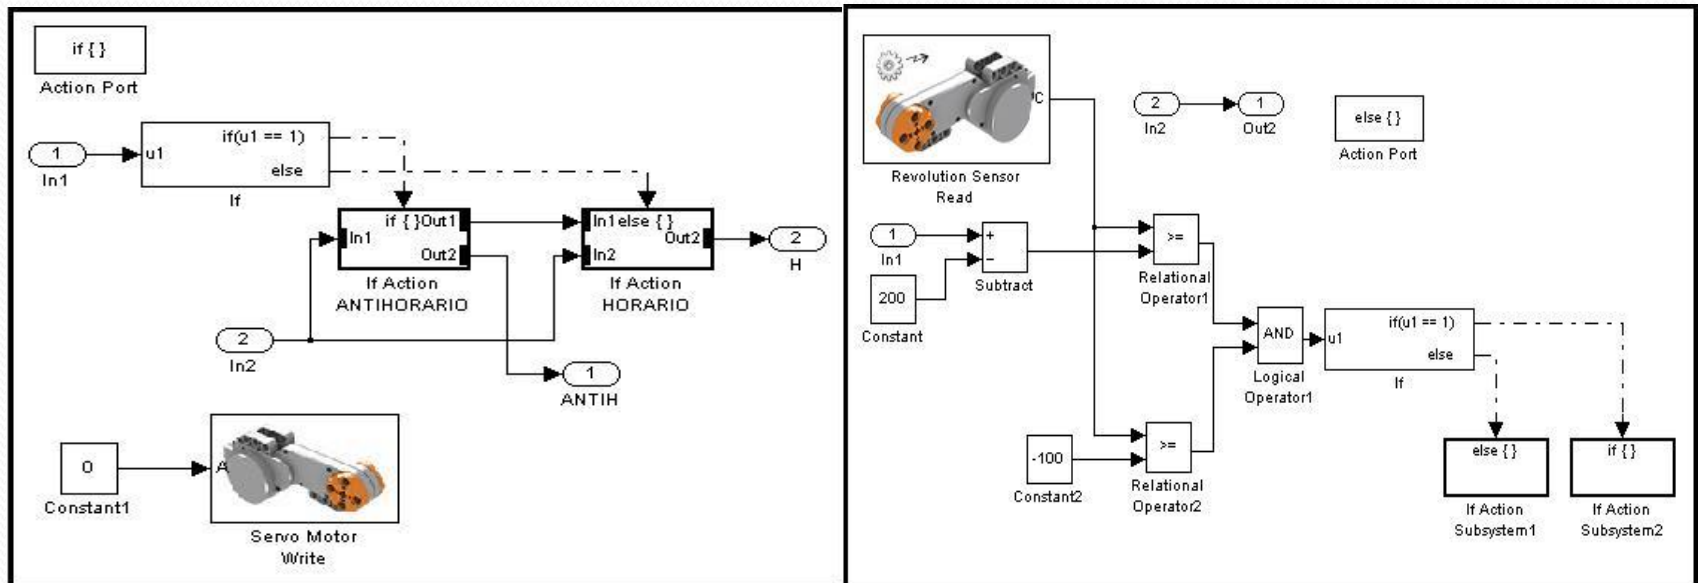 if { }
Action Port
1
In1
u1
if(u1 == 1)
else
If
if { }
Out1
In1
Out2
If Action
ANTIHORARIO
In1
else { }
Out2
In2
If Action
HORARIO
2
H
2
In2
1
ANTIH
0
Constant1
A
Servo Motor
Write
C
Revolution Sensor
Read
2
In2
1
Out2
else { }
Action Port
1
In1
+
−
Subtract
200
Constant
>=
Relational
Operator1
-100
Constant2
>=
Relational
Operator2
AND
Logical
Operator1
u1
if(u1 == 1)
else
If
else { }
If Action
Subsystem1
if { }
If Action
Subsystem2